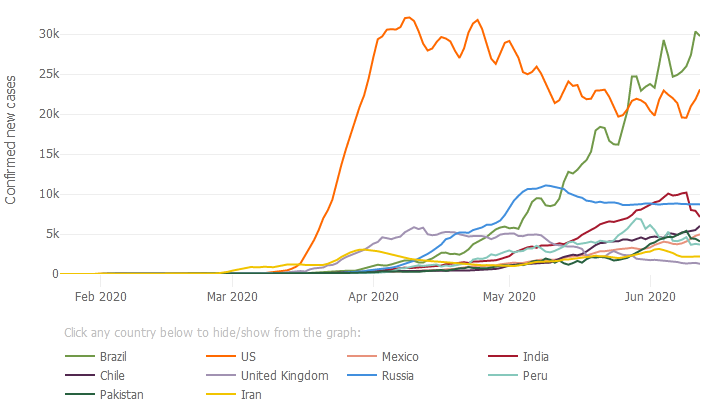 30k
25k
20k
15k
10k
5k
0
Confirmed new cases
Feb 2020 Mar 2020 Apr 2020 May 2020 Jun 2020
Click any country below to hide/show from the graph:
Brazil US Mexico India
Chile United Kingdom Russia Peru
Pakistan Iran